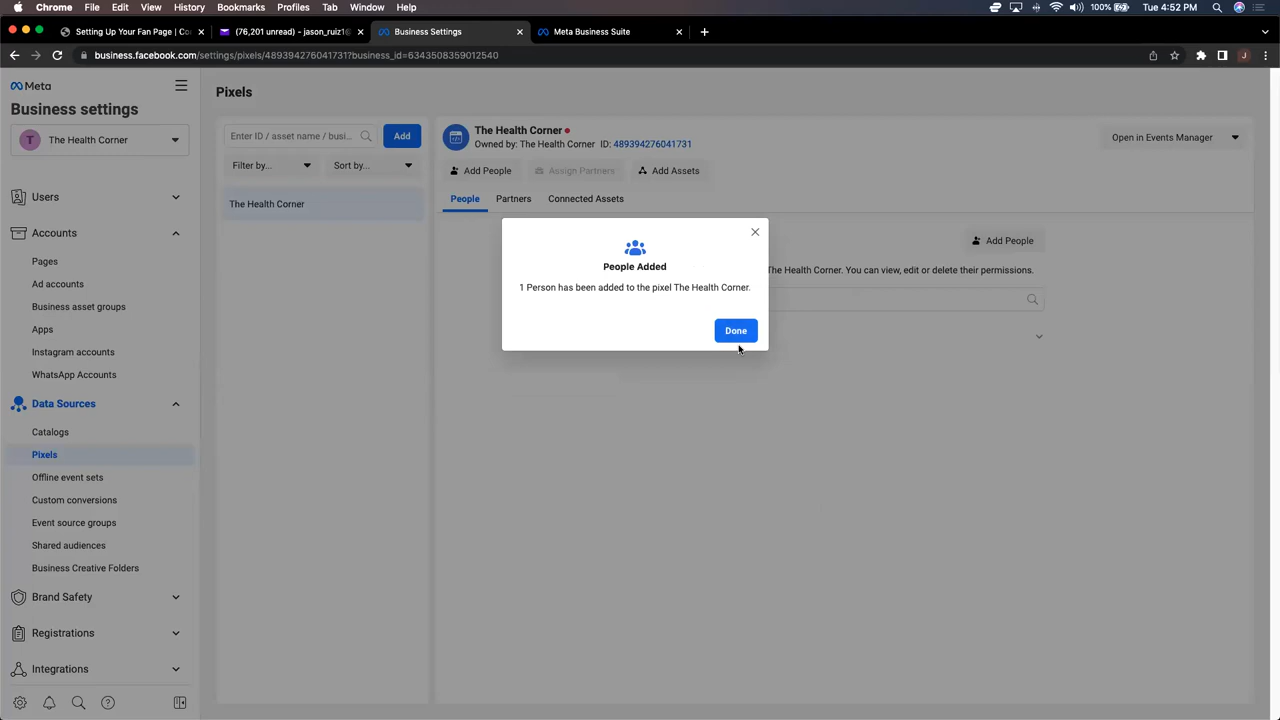 Chrome File Edit View History Bookmarks Profiles Tab Window Help
100% Tue 4:52 PM
Setting Up Your Fan Page | Co
(76,201 unread) - jason_ruiz1@
Business Settings
Meta Business Suite
business.facebook.com/settings/pixels/489394276041731?business_id=6343508359012540
J
Meta
Business settings
T The Health Corner
Users
Accounts
Pages
Ad accounts
Business asset groups
Apps
Instagram accounts
WhatsApp Accounts
Data Sources
Catalogs
Pixels
Offline event sets
Custom conversions
Event source groups
Shared audiences
Business Creative Folders
Brand Safety
Registrations
Integrations
Pixels
Enter ID / asset name / busi...
Add
Filter by...
Sort by...
The Health Corner
The Health Corner
Owned by: The Health Corner ID: 489394276041731
Open in Events Manager
Add People
Assign Partners
Add Assets
People
Partners
Connected Assets
Add People
The Health Corner. You can view, edit or delete their permissions.
People Added
1 Person has been added to the pixel The Health Corner.
Done